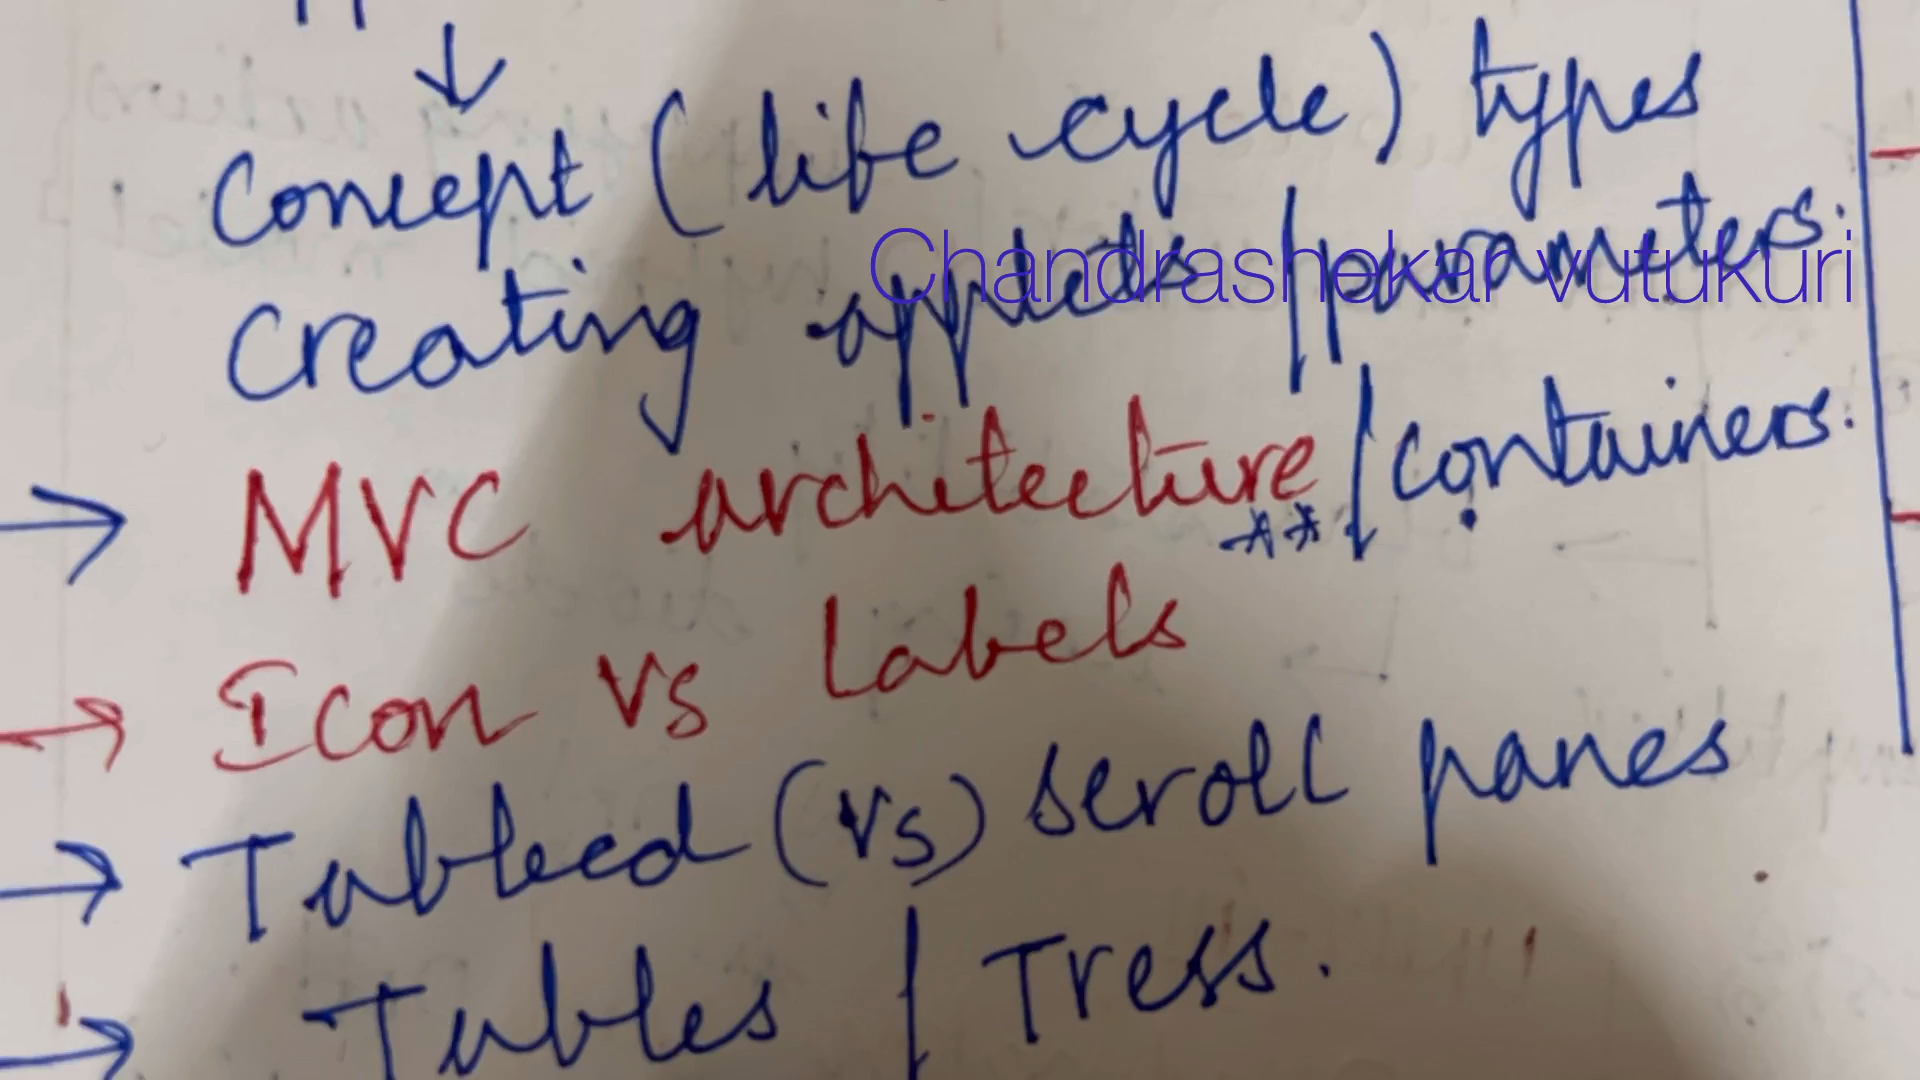 Concept (life cycle) types
Creating applets / parameters.
Chandrashekar vutukuri
→ MVC architecture ** / containers.
→ Icon Vs Labels
→ Tabbed (Vs) scroll panes
→ Tables / Tress.